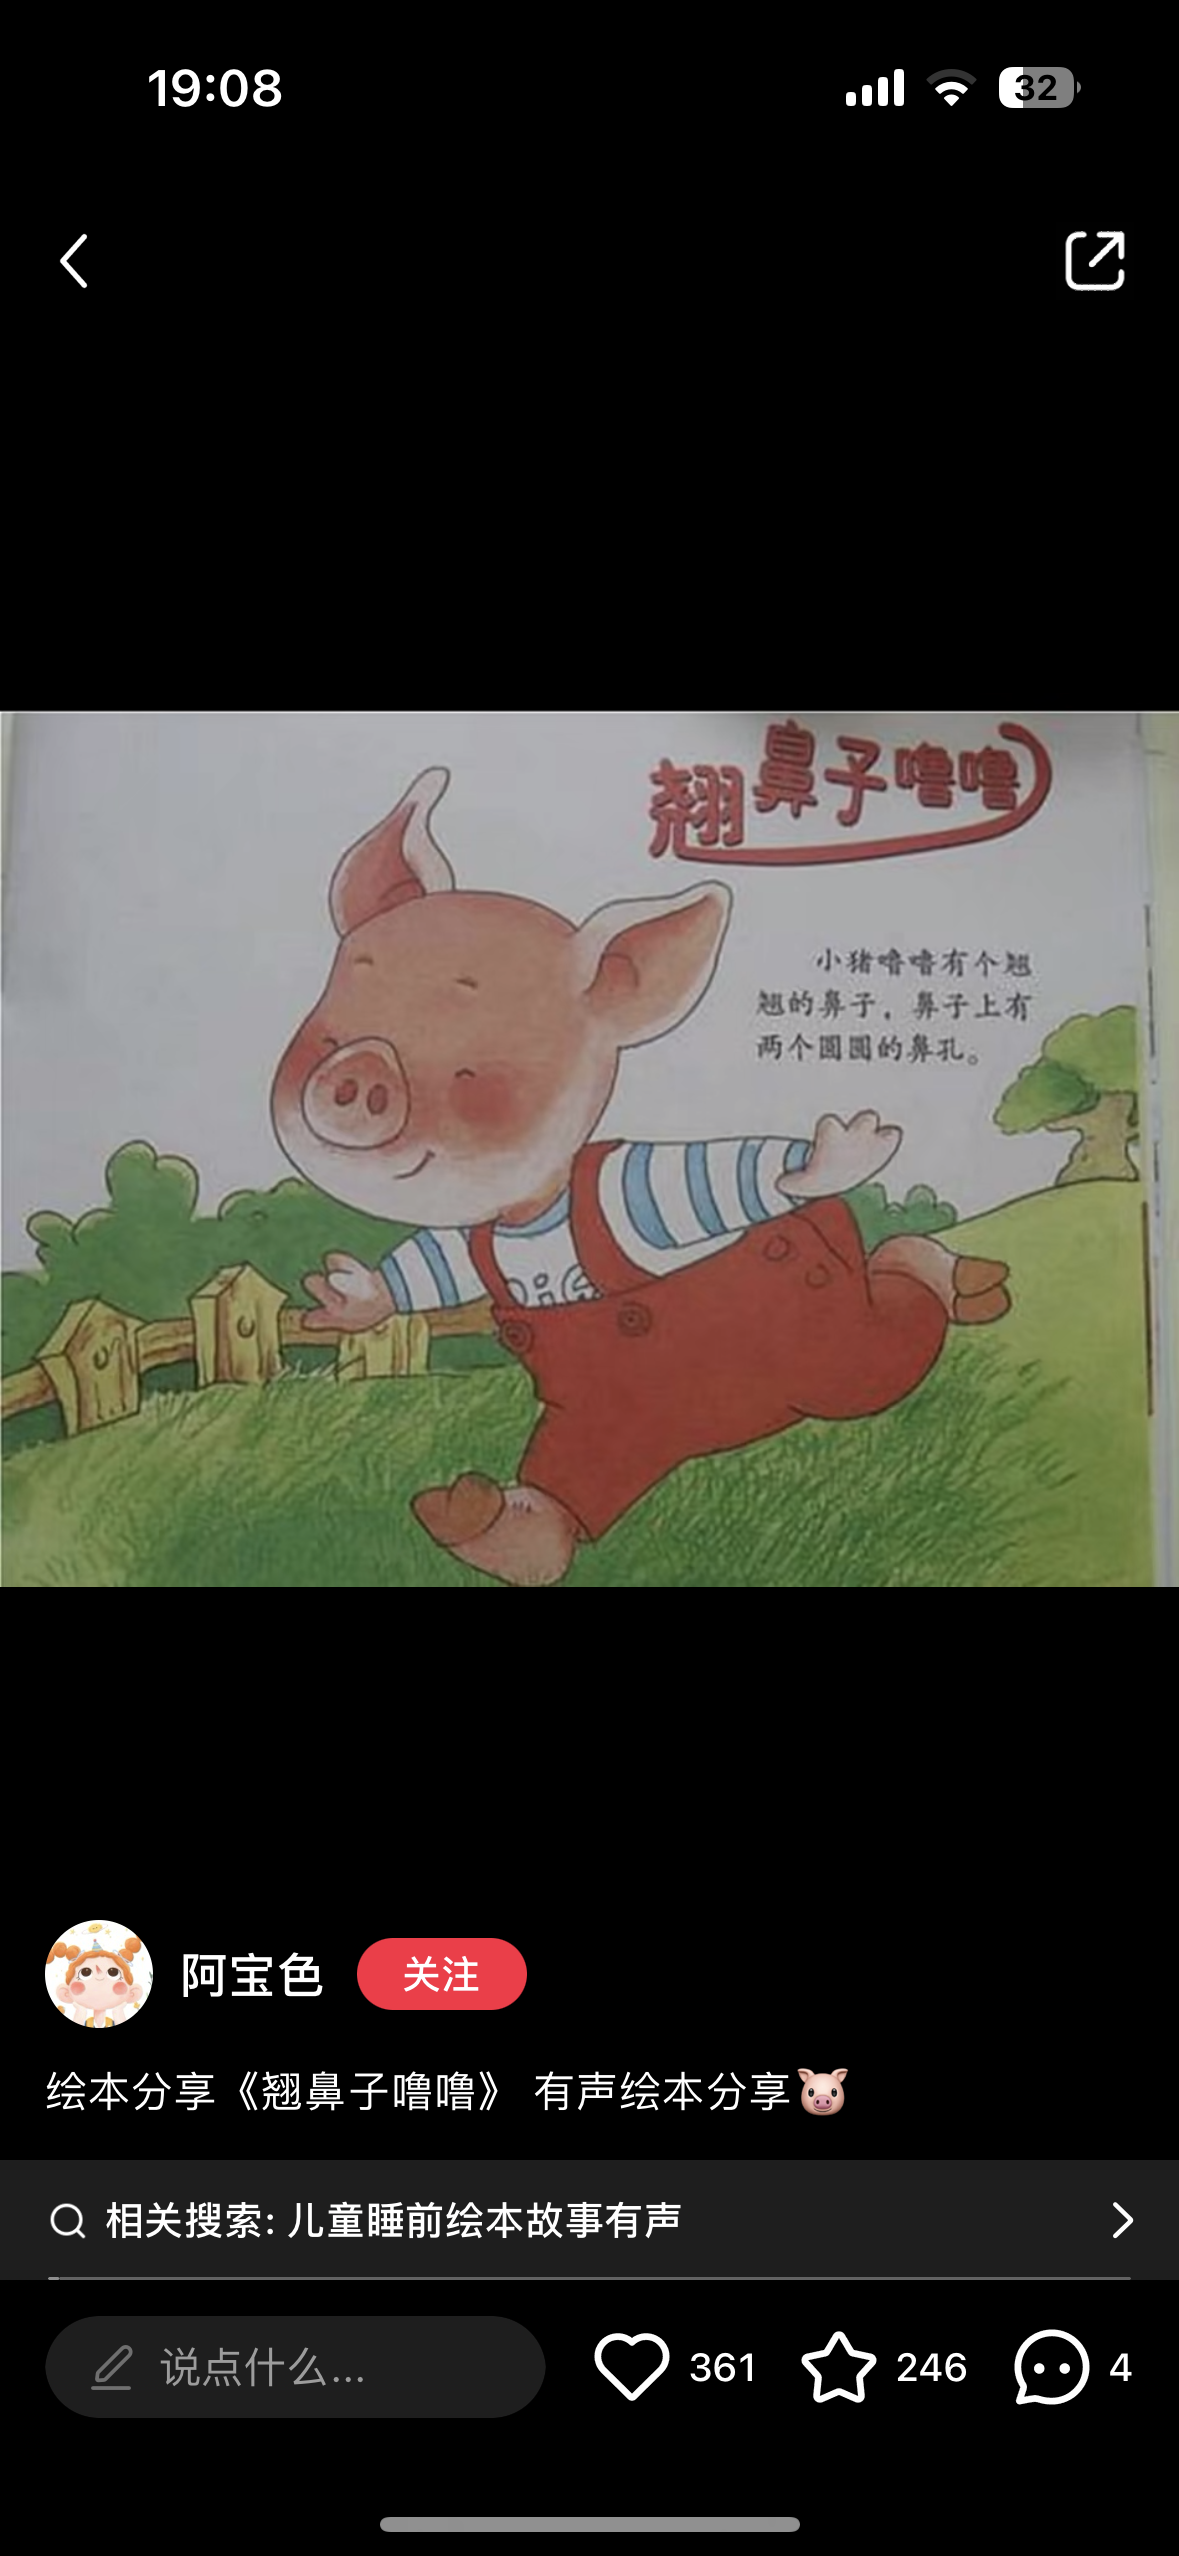 19:08
32
翘鼻子噜噜
小猪噜噜有个翘
翘的鼻子，鼻子上有
两个圆圆的鼻孔。
PiG
阿宝色
关注
绘本分享《翘鼻子噜噜》 有声绘本分享🐷
相关搜索: 儿童睡前绘本故事有声
说点什么...
361
246
4